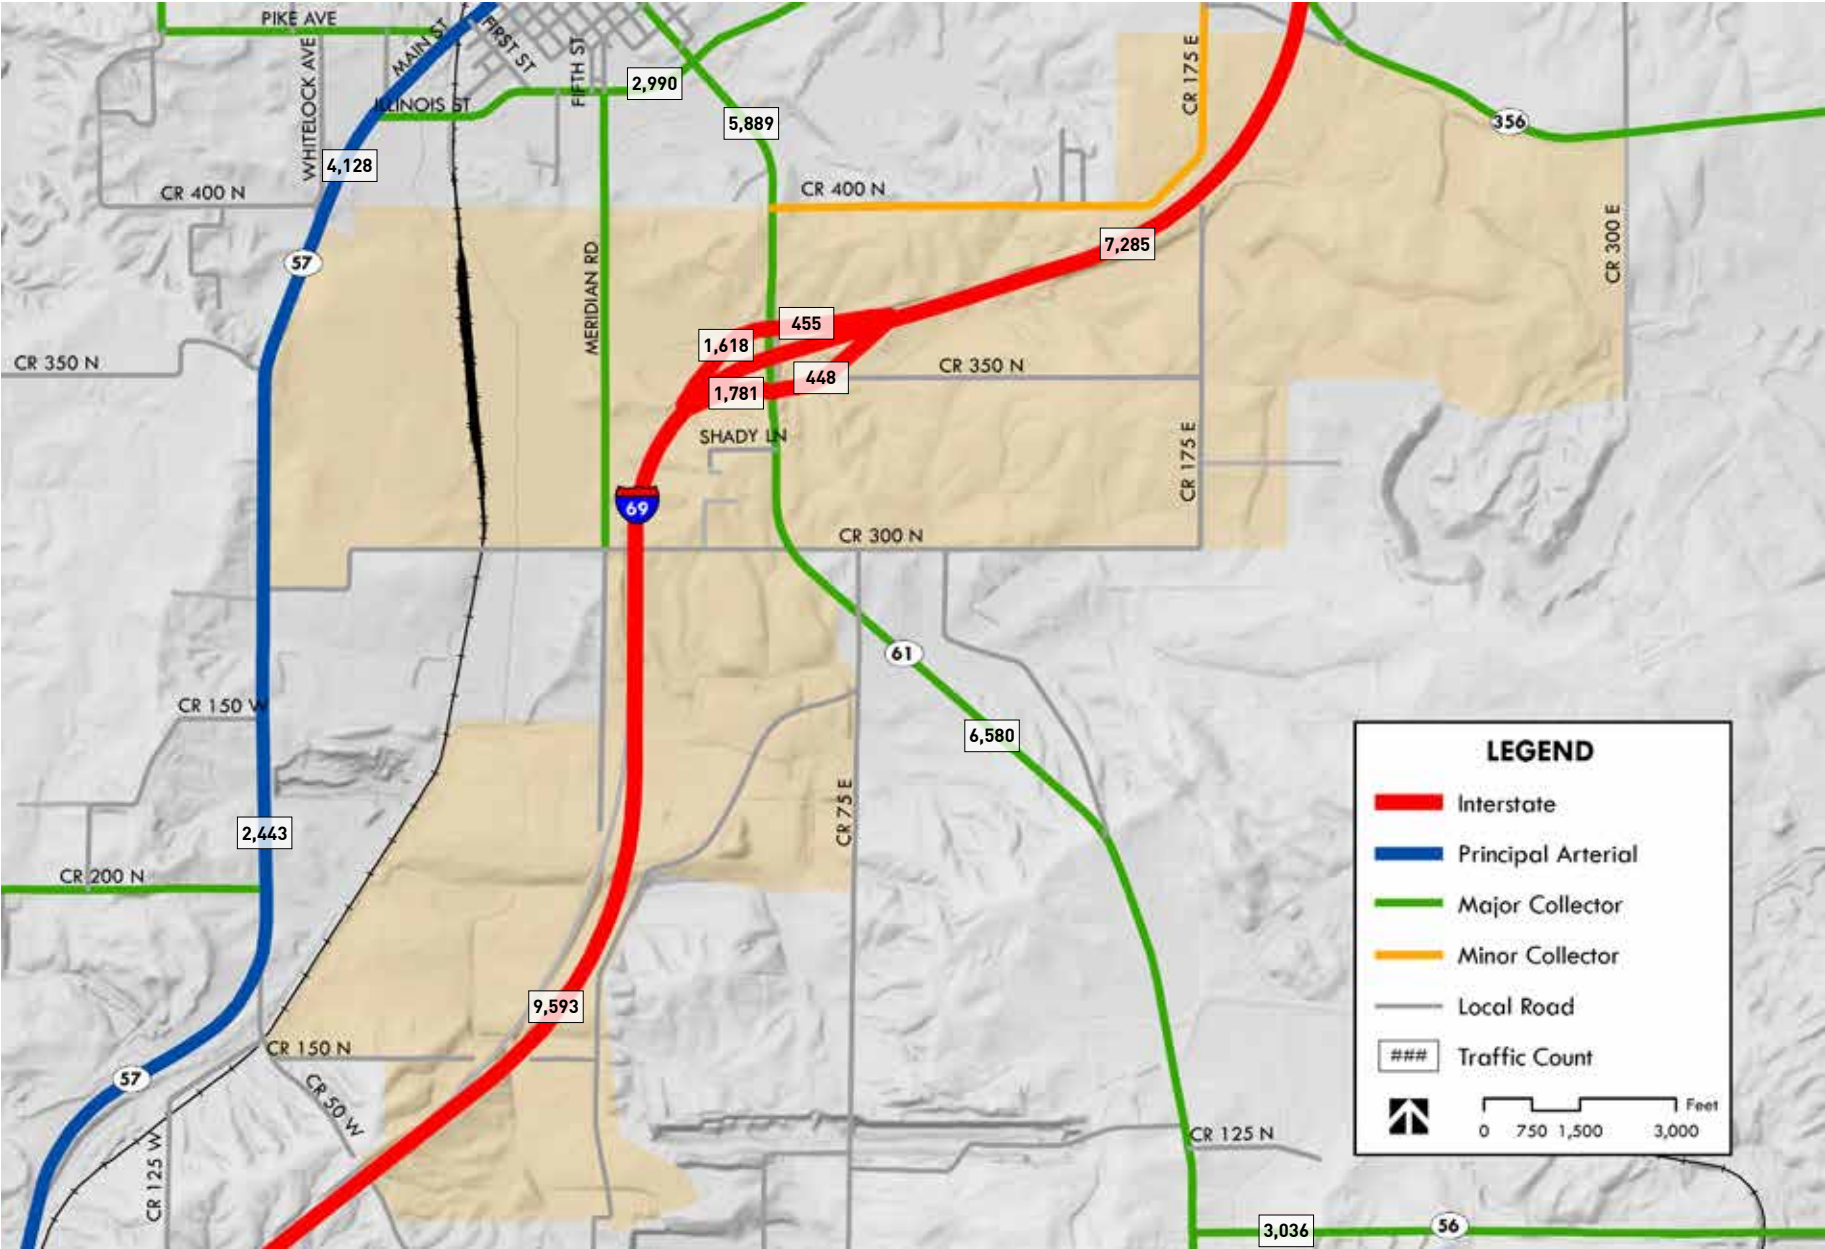 PIKE AVE
MAIN ST
FIRST ST
FIFTH ST
WHITELOCK AVE
ILLINOIS ST
2,990
5,889
CR 175 E
356
4,128
CR 400 N
CR 400 N
57
MERIDIAN RD
7,285
CR 300 E
455
1,618
CR 350 N
CR 350 N
448
1,781
SHADY LN
CR 175 E
69
CR 300 N
61
CR 150 W
6,580
CR 75 E
2,443
CR 200 N
9,593
CR 150 N
57
CR 50 W
CR 125 W
CR 125 N
3,036
56
LEGEND
Interstate
Principal Arterial
Major Collector
Minor Collector
Local Road
### Traffic Count
Feet
0 750 1,500 3,000